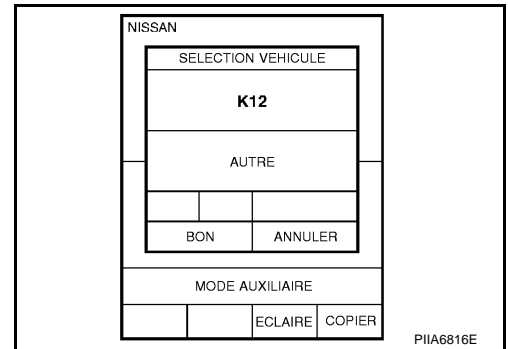 NISSAN
SELECTION VEHICULE
K12
AUTRE
BON ANNULER
MODE AUXILIAIRE
ECLAIRE COPIER
PIIA6816E